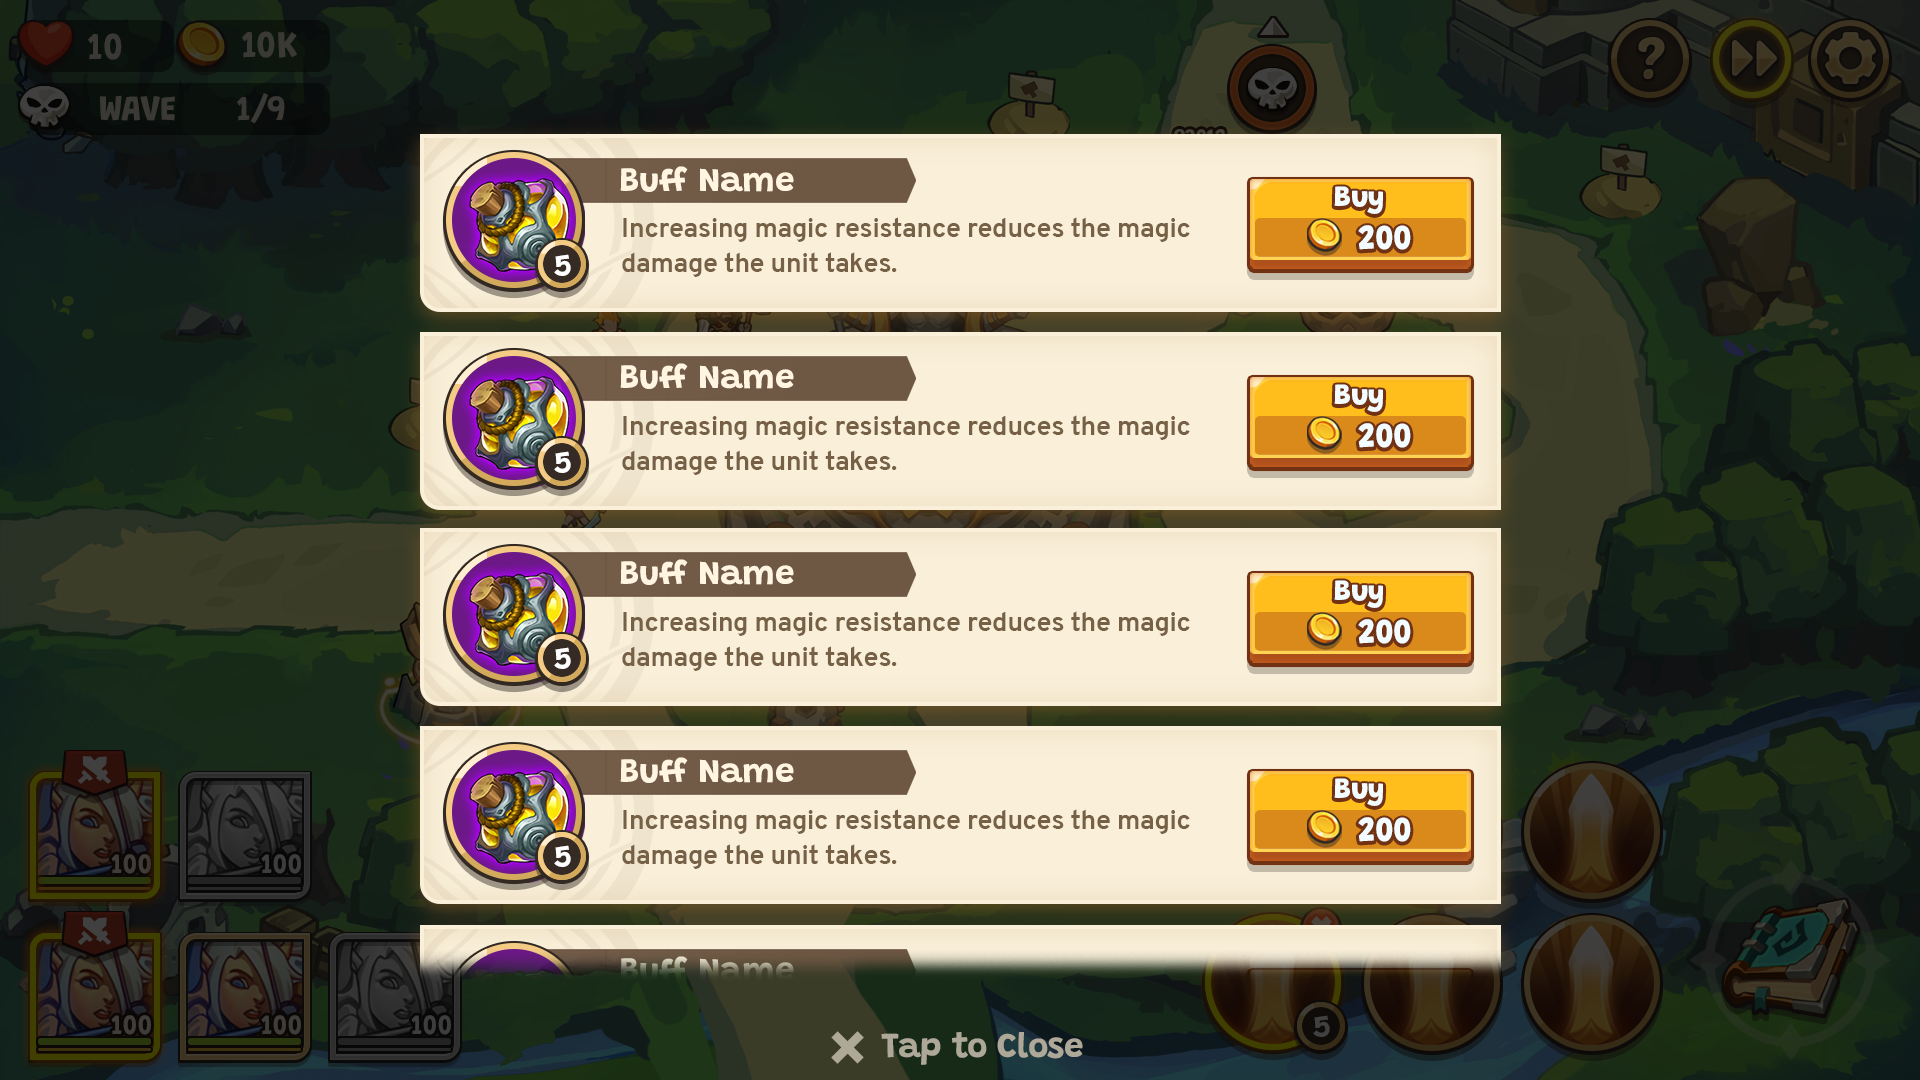 10
10K
WAVE 1/9
?
Buff Name
Increasing magic resistance reduces the magic
damage the unit takes.
5
Buy
200
Buff Name
Increasing magic resistance reduces the magic
damage the unit takes.
5
Buy
200
Buff Name
Increasing magic resistance reduces the magic
damage the unit takes.
5
Buy
200
Buff Name
Increasing magic resistance reduces the magic
damage the unit takes.
5
Buy
200
Buff Name
100
100
100
100
100
5
Tap to Close